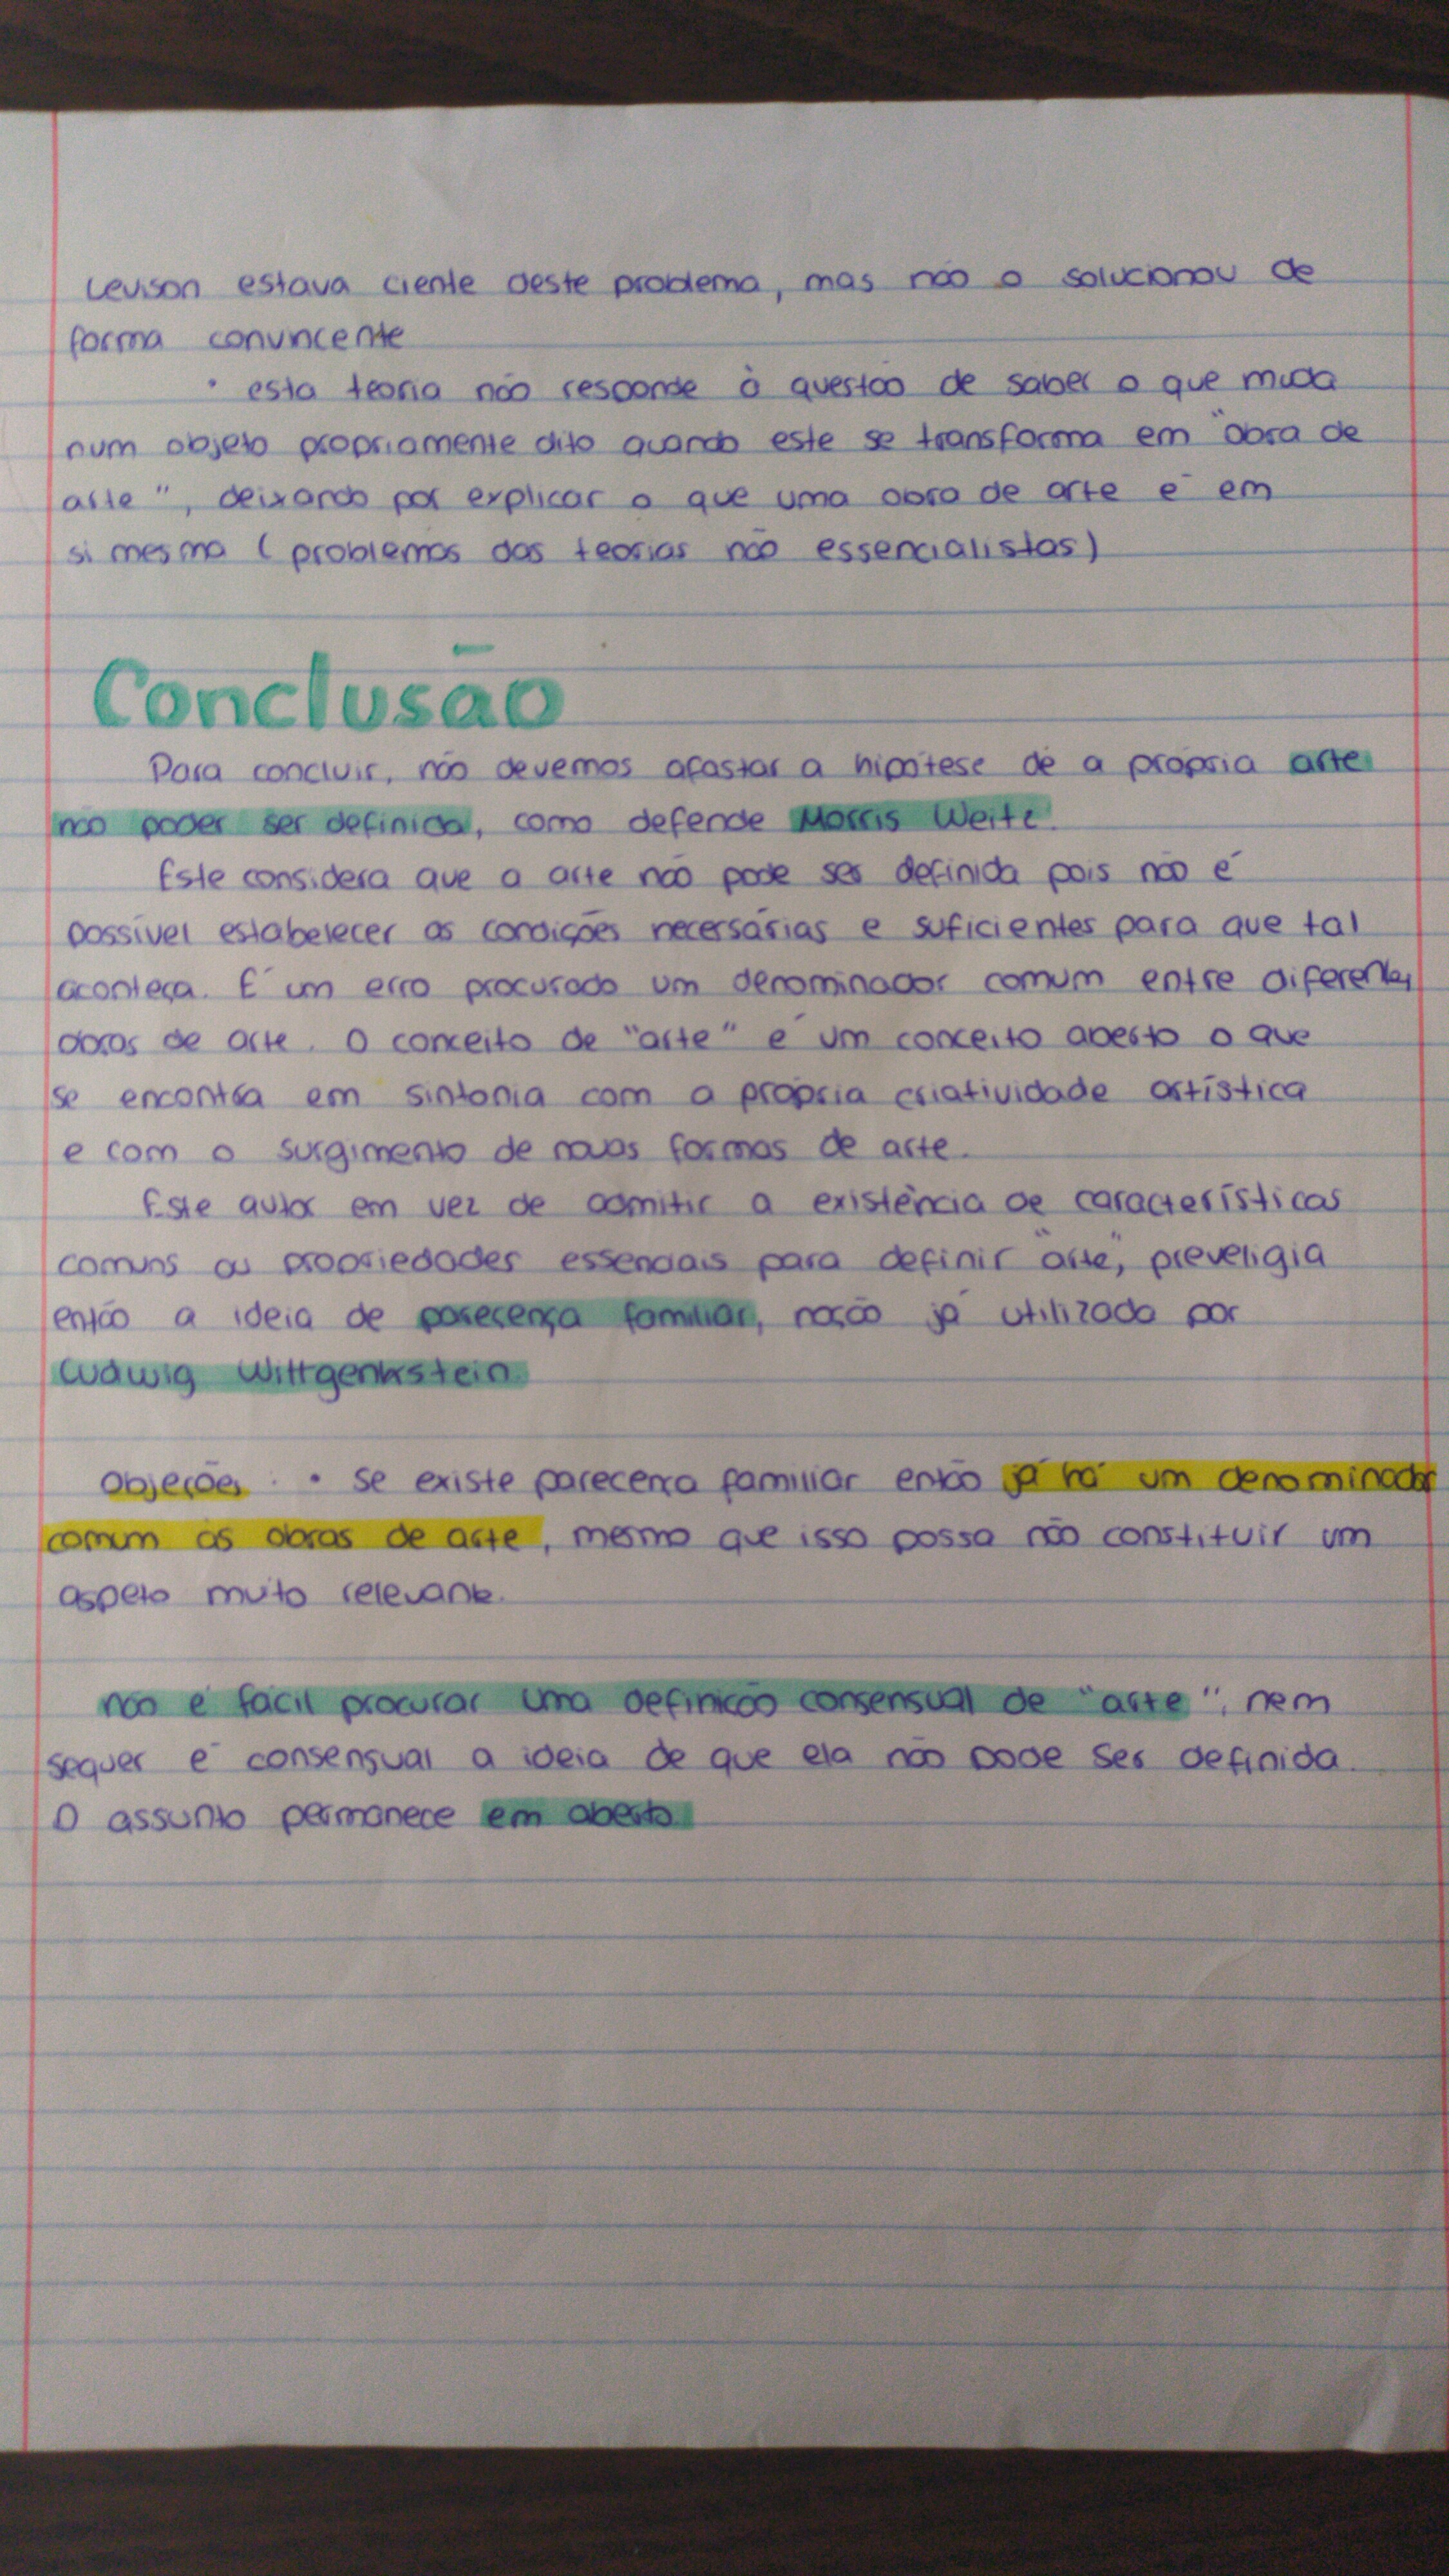 Levison estava ciente deste problema, mas não o solucionou de
forma convincente
• esta teoria não responde à questão de saber o que muda
num objeto propriamente dito quando este se transforma em "obra de
arte", deixando por explicar o que uma obra de arte é em
si mesma (problemas das teorias não essencialistas)
Conclusão
Para concluir, não devemos afastar a hipótese de a própria arte
não poder ser definida, como defende Morris Weitz.
Este considera que a arte não pode ser definida pois não é
possível estabelecer as condições necessárias e suficientes para que tal
aconteça. É um erro procurado um denominador comum entre diferentes
obras de arte. O conceito de "arte" é um conceito aberto o que
se encontra em sintonia com a própria criatividade artística
e com o surgimento de novas formas de arte.
Este autor em vez de admitir a existência de características
comuns ou propriedades essenciais para definir "arte", preveligia
então a ideia de parecença familiar, noção já utilizada por
Ludwig Wittgenkstein.
Objeções: • Se existe parecença familiar então já há um denominador
comum às obras de arte, mesmo que isso possa não constituir um
aspeto muito relevante.
não é fácil procurar uma definição consensual de "arte", nem
sequer é consensual a ideia de que ela não pode ser definida.
O assunto permanece em aberto